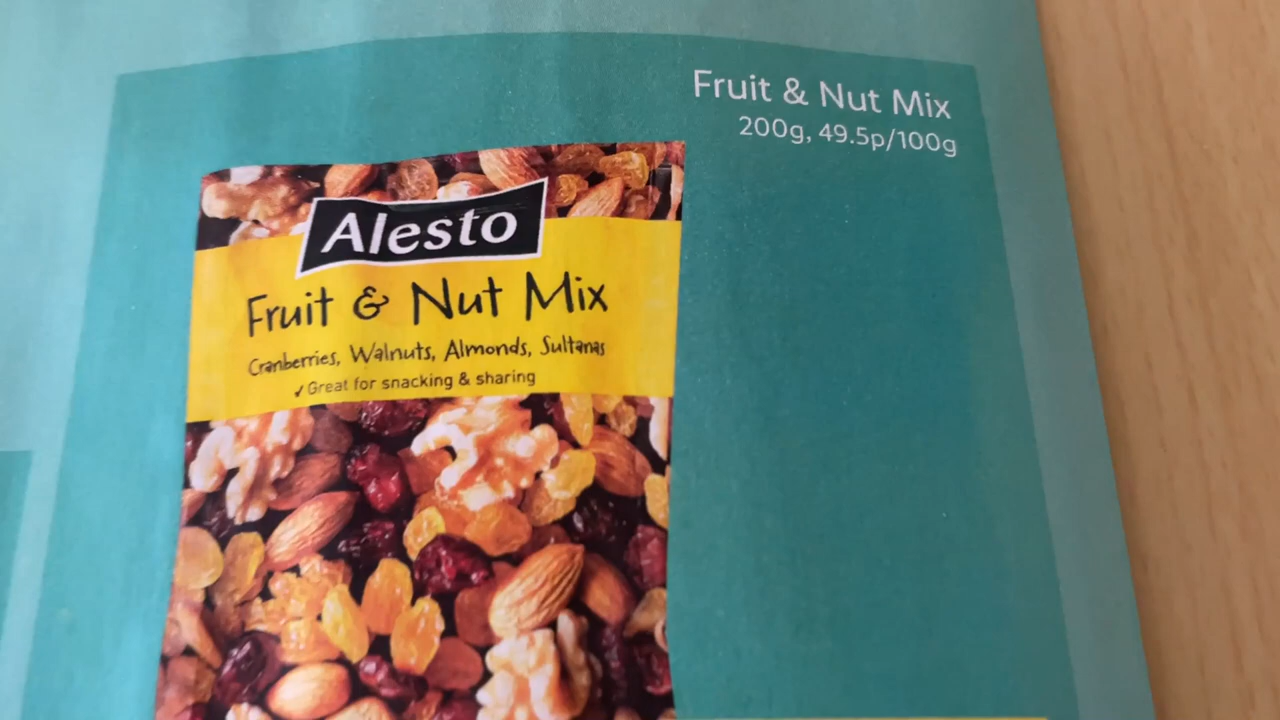 Fruit & Nut Mix
200g, 49.5p/100g
Alesto
Fruit & Nut Mix
Cranberries, Walnuts, Almonds, Sultanas
✓Great for snacking & sharing